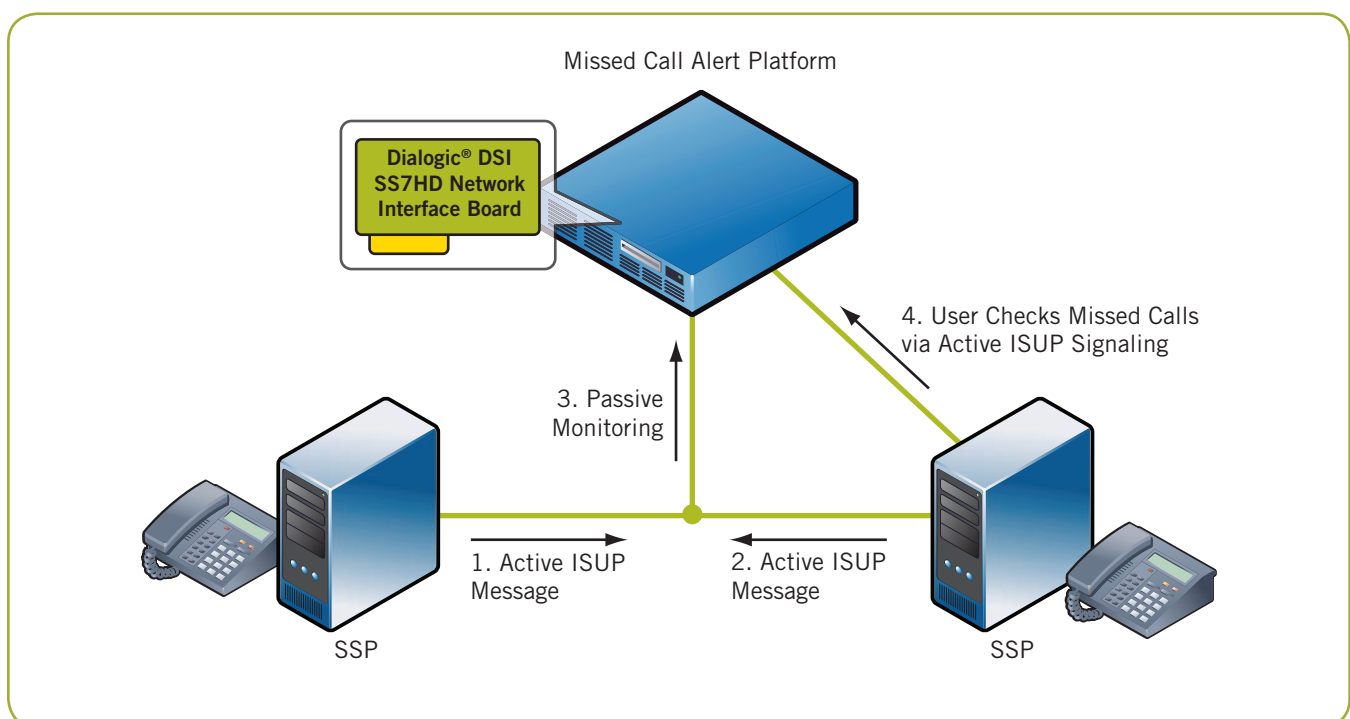 Missed Call Alert Platform
Dialogic® DSI
SS7HD Network
Interface Board
4. User Checks Missed Calls
via Active ISUP Signaling
3. Passive
Monitoring
1. Active ISUP
Message
2. Active ISUP
Message
SSP
SSP